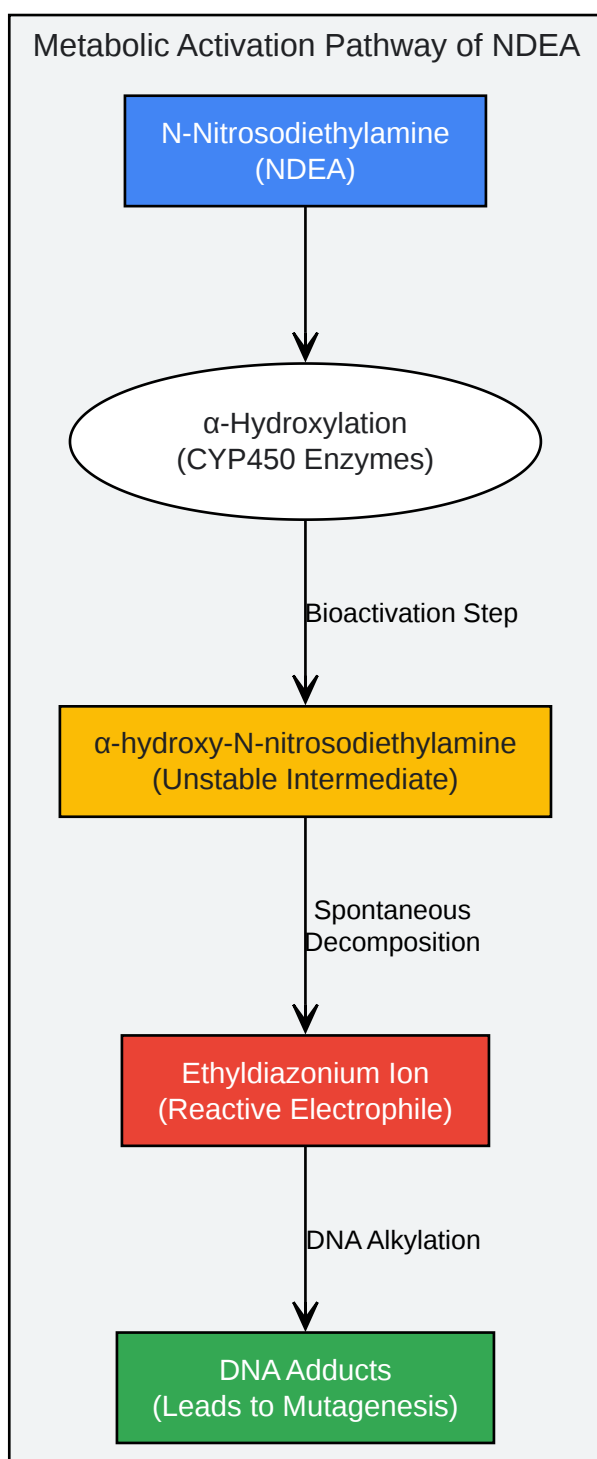 Metabolic Activation Pathway of NDEA
N-Nitrosodiethylamine
(NDEA)
α-Hydroxylation
(CYP450 Enzymes)
Bioactivation Step
α-hydroxy-N-nitrosodiethylamine
(Unstable Intermediate)
Spontaneous
Decomposition
Ethyldiazonium Ion
(Reactive Electrophile)
DNA Alkylation
DNA Adducts
(Leads to Mutagenesis)